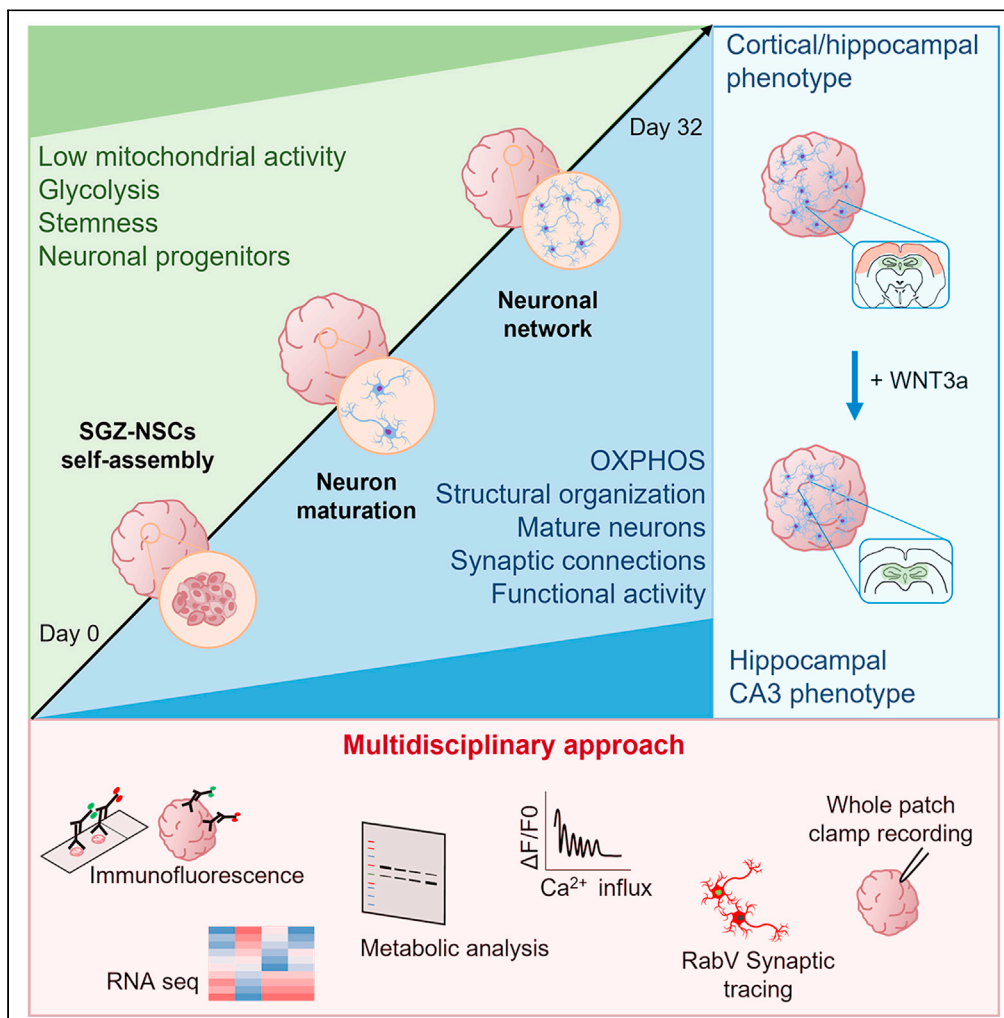 Cortical/hippocampal
phenotype
Day 32
Low mitochondrial activity
Glycolysis
Stemness
Neuronal progenitors
Neuronal
network
+ WNT3a
SGZ-NSCs
self-assembly
Neuron
maturation
OXPHOS
Structural organization
Mature neurons
Synaptic connections
Functional activity
Day 0
Hippocampal
CA3 phenotype
Multidisciplinary approach
Immunofluorescence
RNA seq
Metabolic analysis
ΔF/F0
Ca²⁺ influx
RabV Synaptic
tracing
Whole patch
clamp recording